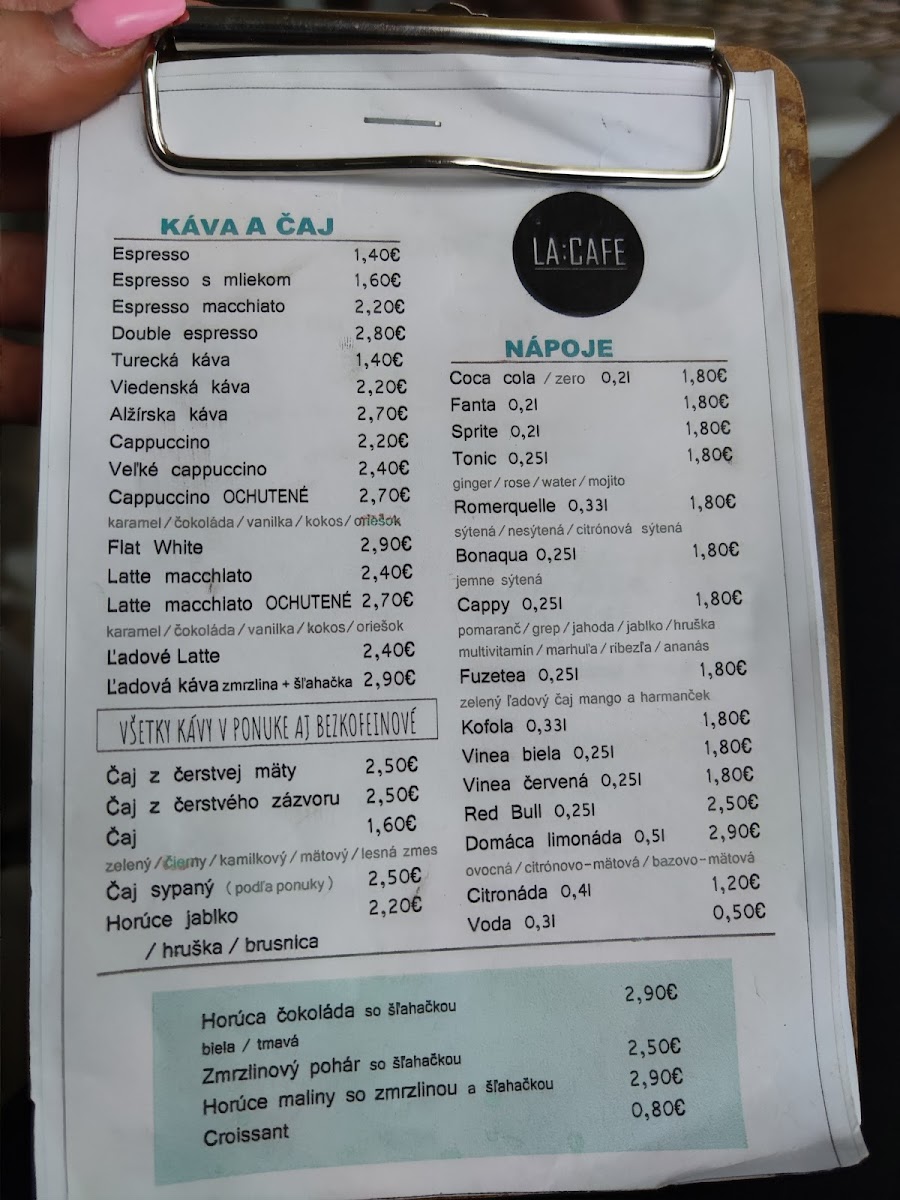 KÁVA A ČAJ
Espresso 1,40€
Espresso s mliekom 1,60€
Espresso macchiato 2,20€
Double espresso 2,80€
Turecká káva 1,40€
Viedenská káva 2,20€
Alžírska káva 2,70€
Cappuccino 2,20€
Veľké cappuccino 2,40€
Cappuccino OCHUTENÉ 2,70€
karamel / čokoláda / vanilka / kokos / oriešok
Flat White 2,90€
Latte macchiato 2,40€
Latte macchiato OCHUTENÉ 2,70€
karamel / čokoláda / vanilka / kokos / oriešok
Ľadové Latte 2,40€
Ľadová káva zmrzlina + šľahačka 2,90€
VŠETKY KÁVY V PONUKE AJ BEZKOFEINOVÉ
Čaj z čerstvej mäty 2,50€
Čaj z čerstvého zázvoru 2,50€
Čaj 1,60€
zelený / čierny / kamilkový / mätový / lesná zmes
Čaj sypaný ( podľa ponuky ) 2,50€
Horúce jablko 2,20€
/ hruška / brusnica
LA:CAFE
NÁPOJE
Coca cola / zero 0,2l 1,80€
Fanta 0,2l 1,80€
Sprite 0,2l 1,80€
Tonic 0,25l 1,80€
ginger / rose / water / mojito
Romerquelle 0,33l 1,80€
sýtená / nesýtená / citrónová sýtená
Bonaqua 0,25l 1,80€
jemne sýtená
Cappy 0,25l 1,80€
pomaranč / grep / jahoda / jablko / hruška
multivitamin / marhuľa / ribezľa / ananás
Fuzetea 0,25l 1,80€
zelený ľadový čaj mango a harmanček
Kofola 0,33l 1,80€
Vinea biela 0,25l 1,80€
Vinea červená 0,25l 1,80€
Red Bull 0,25l 2,50€
Domáca limonáda 0,5l 2,90€
ovocná / citrónovo-mätová / bazovo-mätová
Citronáda 0,4l 1,20€
Voda 0,3l 0,50€
Horúca čokoláda so šľahačkou 2,90€
biela / tmavá
Zmrzlinový pohár so šľahačkou 2,50€
Horúce maliny so zmrzlinou a šľahačkou 2,90€
Croissant 0,80€